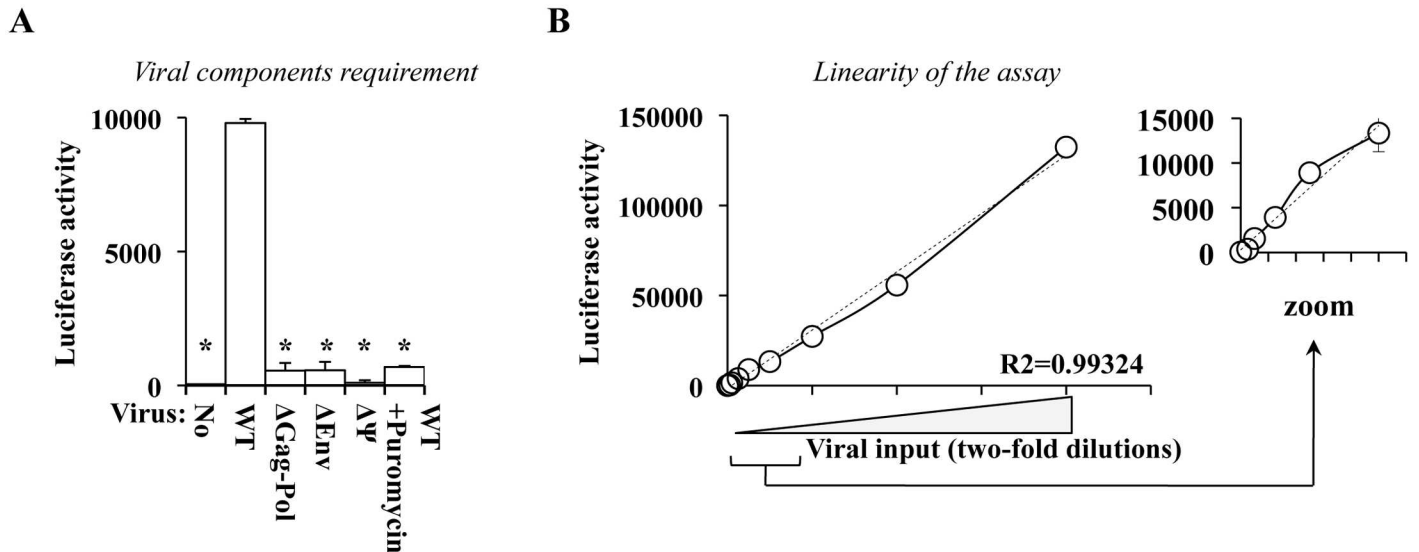 A
Viral components requirement
Luciferase activity
10000
5000
0
* * * * *
Virus:
No
WT
ΔGag-Pol
ΔEnv
ΔΨ
+Puromycin
WT
B
Linearity of the assay
Luciferase activity
150000
100000
50000
0
R2=0.99324
Viral input (two-fold dilutions)
15000
10000
5000
0
zoom